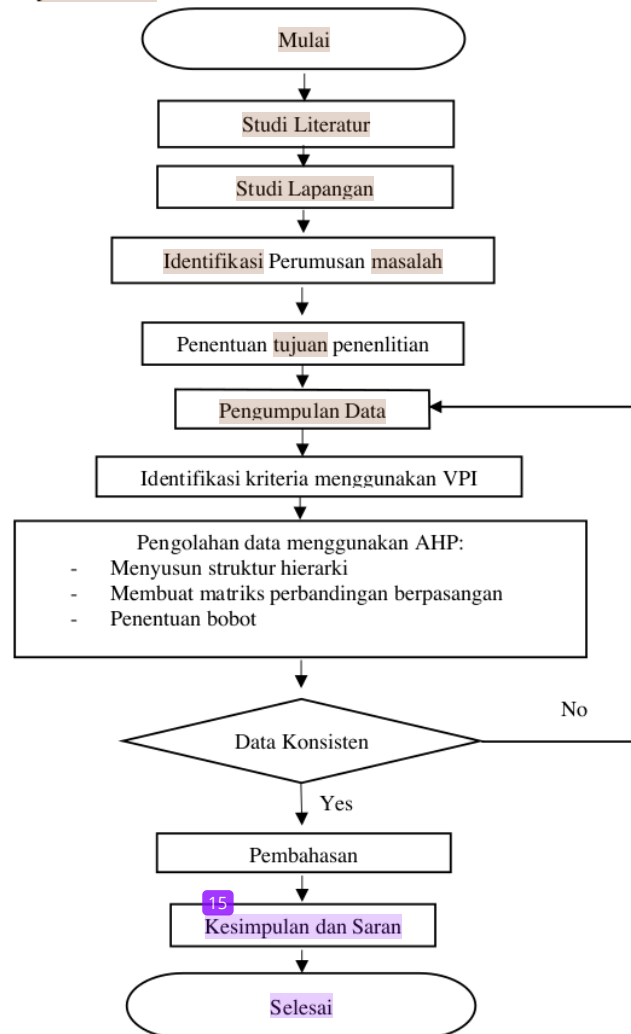 Mulai
Studi Literatur
Studi Lapangan
Identifikasi Perumusan masalah
Penentuan tujuan penenlitian
Pengumpulan Data
Identifikasi kriteria menggunakan VPI
Pengolahan data menggunakan AHP:
- Menyusun struktur hierarki
- Membuat matriks perbandingan berpasangan
- Penentuan bobot
No
Data Konsisten
Yes
Pembahasan
15
Kesimpulan dan Saran
Selesai